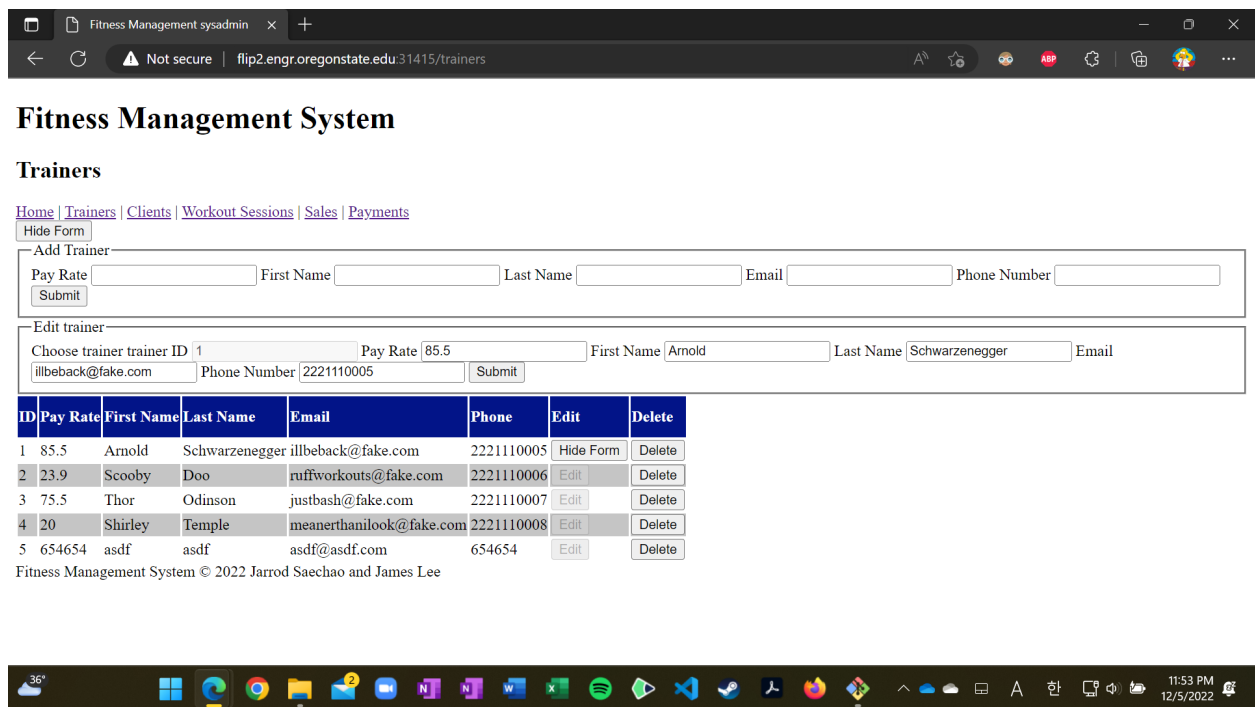 Fitness Management sysadmin
Not secure | flip2.engr.oregonstate.edu:31415/trainers
ABP
Fitness Management System
Trainers
Home | Trainers | Clients | Workout Sessions | Sales | Payments
Hide Form
Add Trainer
Pay Rate First Name Last Name Email Phone Number
Submit
Edit trainer
Choose trainer trainer ID 1 Pay Rate 85.5 First Name Arnold Last Name Schwarzenegger Email
illbeback@fake.com Phone Number 2221110005 Submit
ID Pay Rate First Name Last Name Email Phone Edit Delete
1 85.5 Arnold Schwarzenegger illbeback@fake.com 2221110005 Hide Form Delete
2 23.9 Scooby Doo ruffworkouts@fake.com 2221110006 Edit Delete
3 75.5 Thor Odinson justbash@fake.com 2221110007 Edit Delete
4 20 Shirley Temple meanerthanilook@fake.com 2221110008 Edit Delete
5 654654 asdf asdf asdf@asdf.com 654654 Edit Delete
Fitness Management System © 2022 Jarrod Saechao and James Lee
36° 2 A 한 11:53 PM
12/5/2022